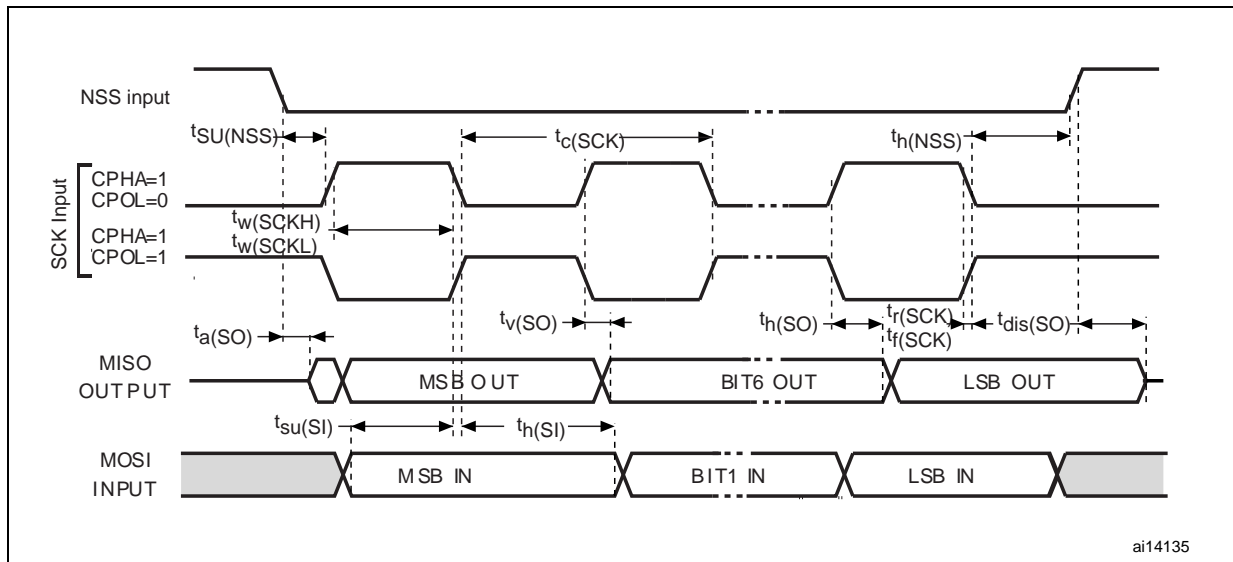 NSS input
tSU(NSS)
tc(SCK)
th(NSS)
SCK Input
CPHA=1
CPOL=0
tw(SCKH)
tw(SCKL)
CPHA=1
CPOL=1
ta(SO)
tv(SO)
th(SO)
tr(SCK)
tf(SCK)
tdis(SO)
MISO
OUTPUT
MSB OUT
BIT6 OUT
LSB OUT
tsu(SI)
th(SI)
MOSI
INPUT
MSB IN
BIT1 IN
LSB IN
ai14135